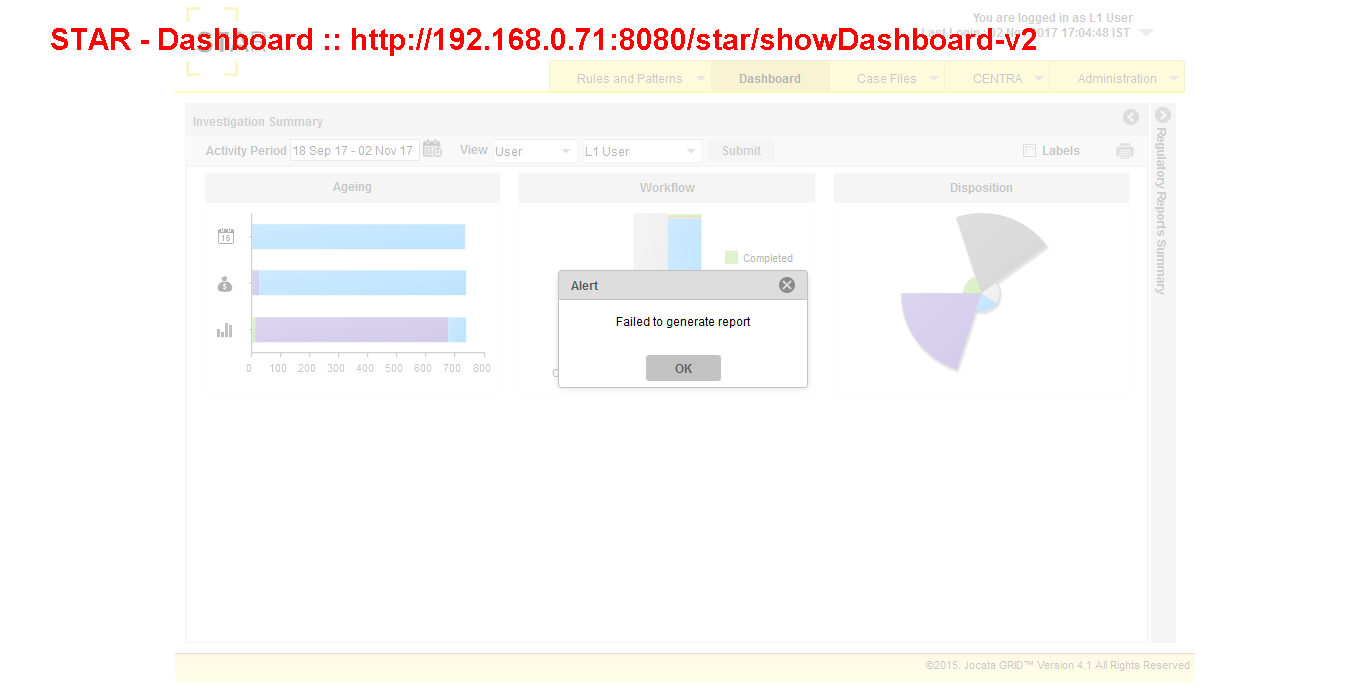 You are logged in as L1 User
STAR
STAR - Dashboard :: http://192.168.0.71:8080/star/showDashboard-v2
Last Login : 02 Nov 2017 17:04:48 IST
Rules and Patterns Dashboard Case Files CENTRA Administration
Investigation Summary
Activity Period 18 Sep 17 - 02 Nov 17 View User L1 User Submit Labels
Regulatory Reports Summary
Ageing Workflow Disposition
15
$
Completed
Alert
Failed to generate report
OK
0 100 200 300 400 500 600 700 800
©2015. Jocata GRID™ Version 4.1 All Rights Reserved